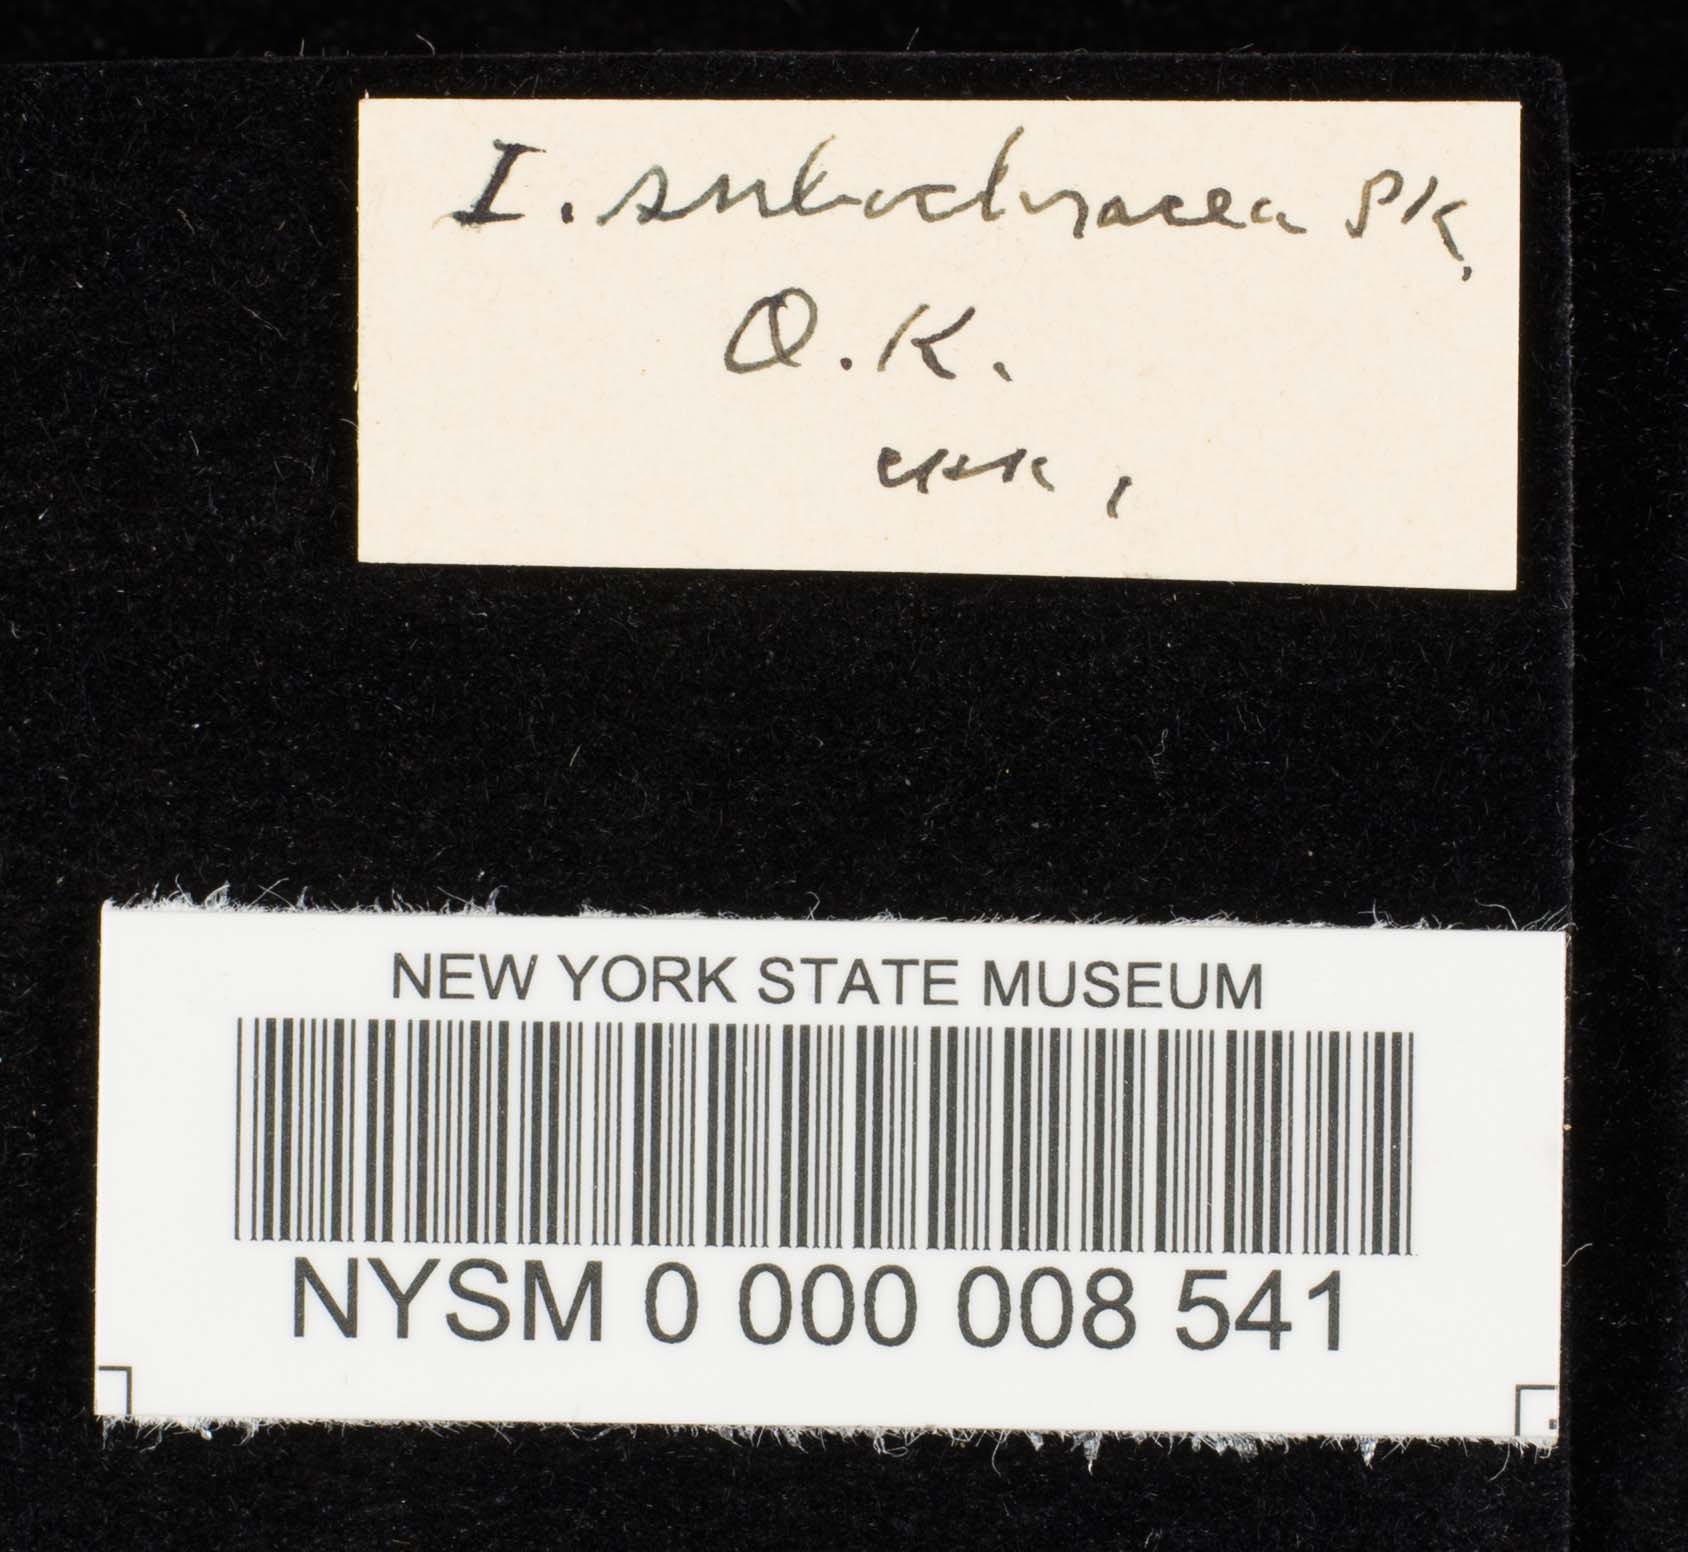 I. subochracea Pk.
O.K.
NEW YORK STATE MUSEUM
NYSM 0 000 008 541